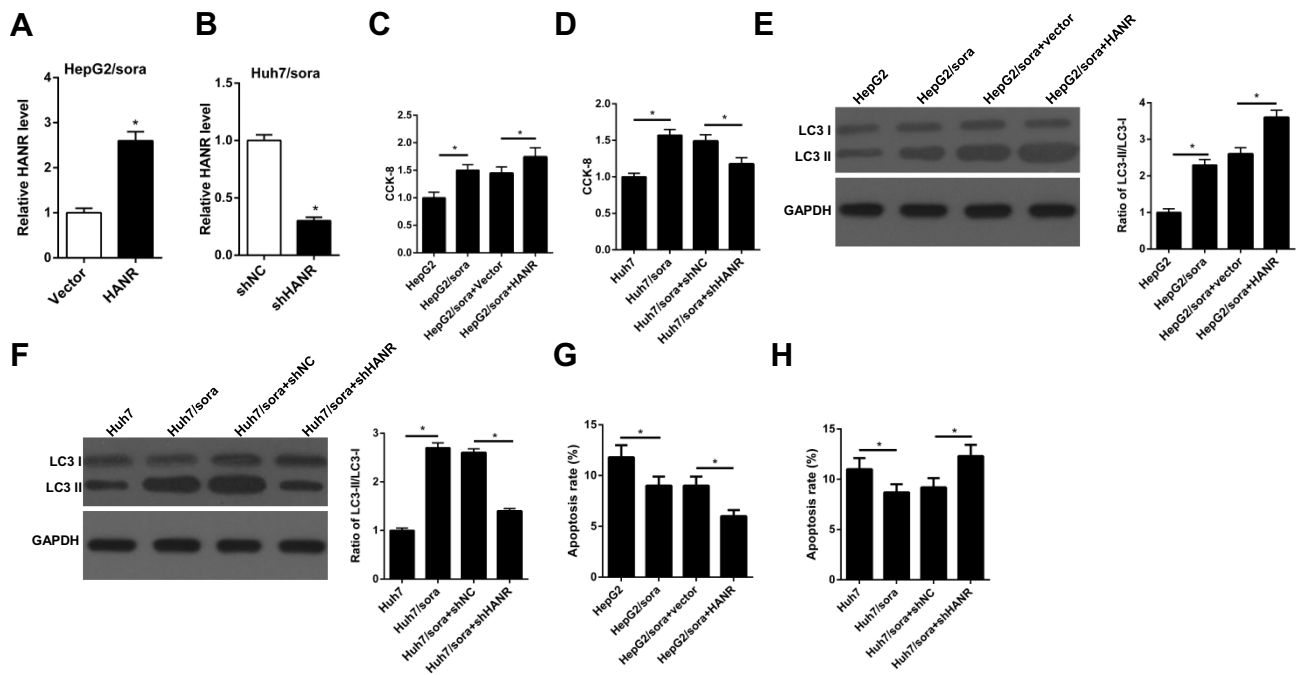 A
HepG2/sora
Relative HANR level
4
3
2
1
0
*
Vector
HANR
B
Huh7/sora
Relative HANR level
1.5
1.0
0.5
0.0
*
shNC
shHANR
C
CCK-8
2.5
2.0
1.5
1.0
0.5
0.0
*
*
HepG2
HepG2/sora
HepG2/sora+Vector
HepG2/sora+HANR
D
CCK-8
2.0
1.5
1.0
0.5
0.0
*
*
Huh7
Huh7/sora
Huh7/sora+shNC
Huh7/sora+shHANR
E
HepG2
HepG2/sora
HepG2/sora+vector
HepG2/sora+HANR
LC3 I
LC3 II
GAPDH
Ratio of LC3-II/LC3-I
4
3
2
1
0
*
*
HepG2
HepG2/sora
HepG2/sora+vector
HepG2/sora+HANR
F
Huh7
Huh7/sora
Huh7/sora+shNC
Huh7/sora+shHANR
LC3 I
LC3 II
GAPDH
Ratio of LC3-II/LC3-I
3
2
1
0
*
*
Huh7
Huh7/sora
Huh7/sora+shNC
Huh7/sora+shHANR
G
Apoptosis rate (%)
15
10
5
0
*
*
HepG2
HepG2/sora
HepG2/sora+vector
HepG2/sora+HANR
H
Apoptosis rate (%)
15
10
5
0
*
*
Huh7
Huh7/sora
Huh7/sora+shNC
Huh7/sora+shHANR